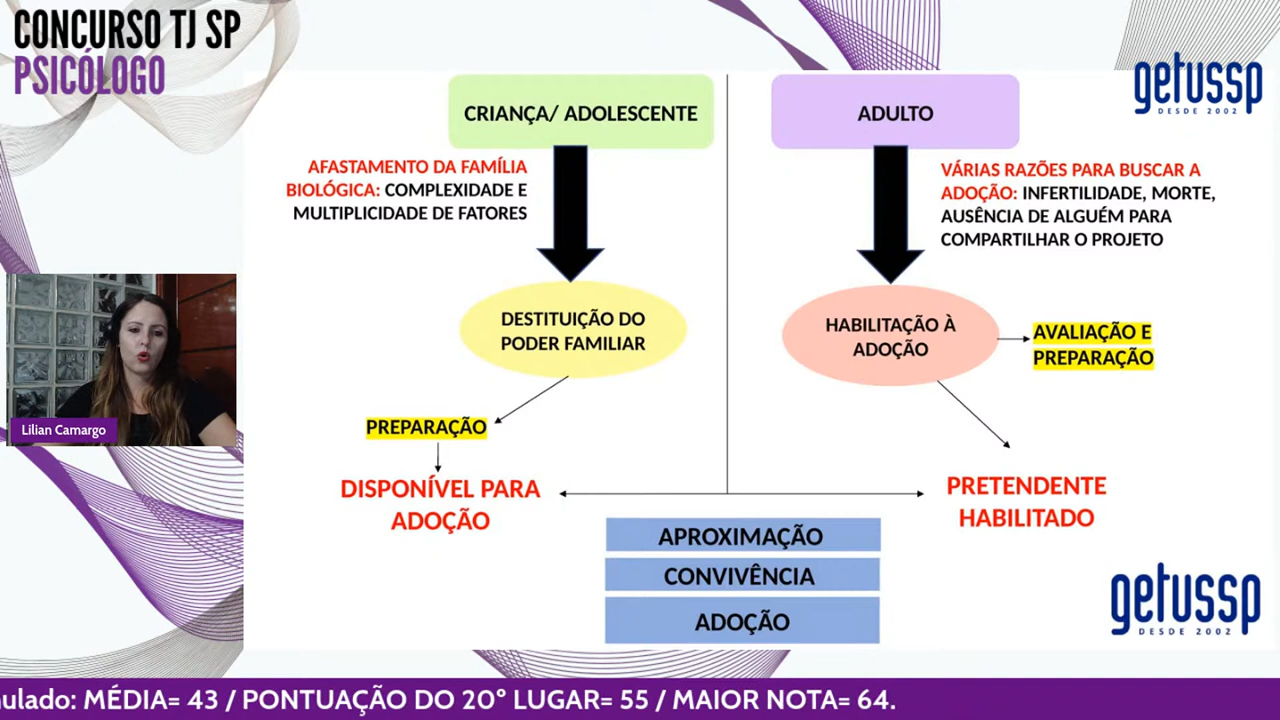 CONCURSO TJ SP
PSICÓLOGO
getussp
DESDE 2002
CRIANÇA/ ADOLESCENTE
ADULTO
AFASTAMENTO DA FAMÍLIA
BIOLÓGICA: COMPLEXIDADE E
MULTIPLICIDADE DE FATORES
VÁRIAS RAZÕES PARA BUSCAR A
ADOÇÃO: INFERTILIDADE, MORTE,
AUSÊNCIA DE ALGUÉM PARA
COMPARTILHAR O PROJETO
DESTITUIÇÃO DO
PODER FAMILIAR
HABILITAÇÃO À
ADOÇÃO
AVALIAÇÃO E
PREPARAÇÃO
Lilian Camargo
PREPARAÇÃO
DISPONÍVEL PARA
ADOÇÃO
PRETENDENTE
HABILITADO
APROXIMAÇÃO
CONVIVÊNCIA
ADOÇÃO
getussp
DESDE 2002
ulado: MÉDIA= 43 / PONTUAÇÃO DO 20º LUGAR= 55 / MAIOR NOTA= 64.